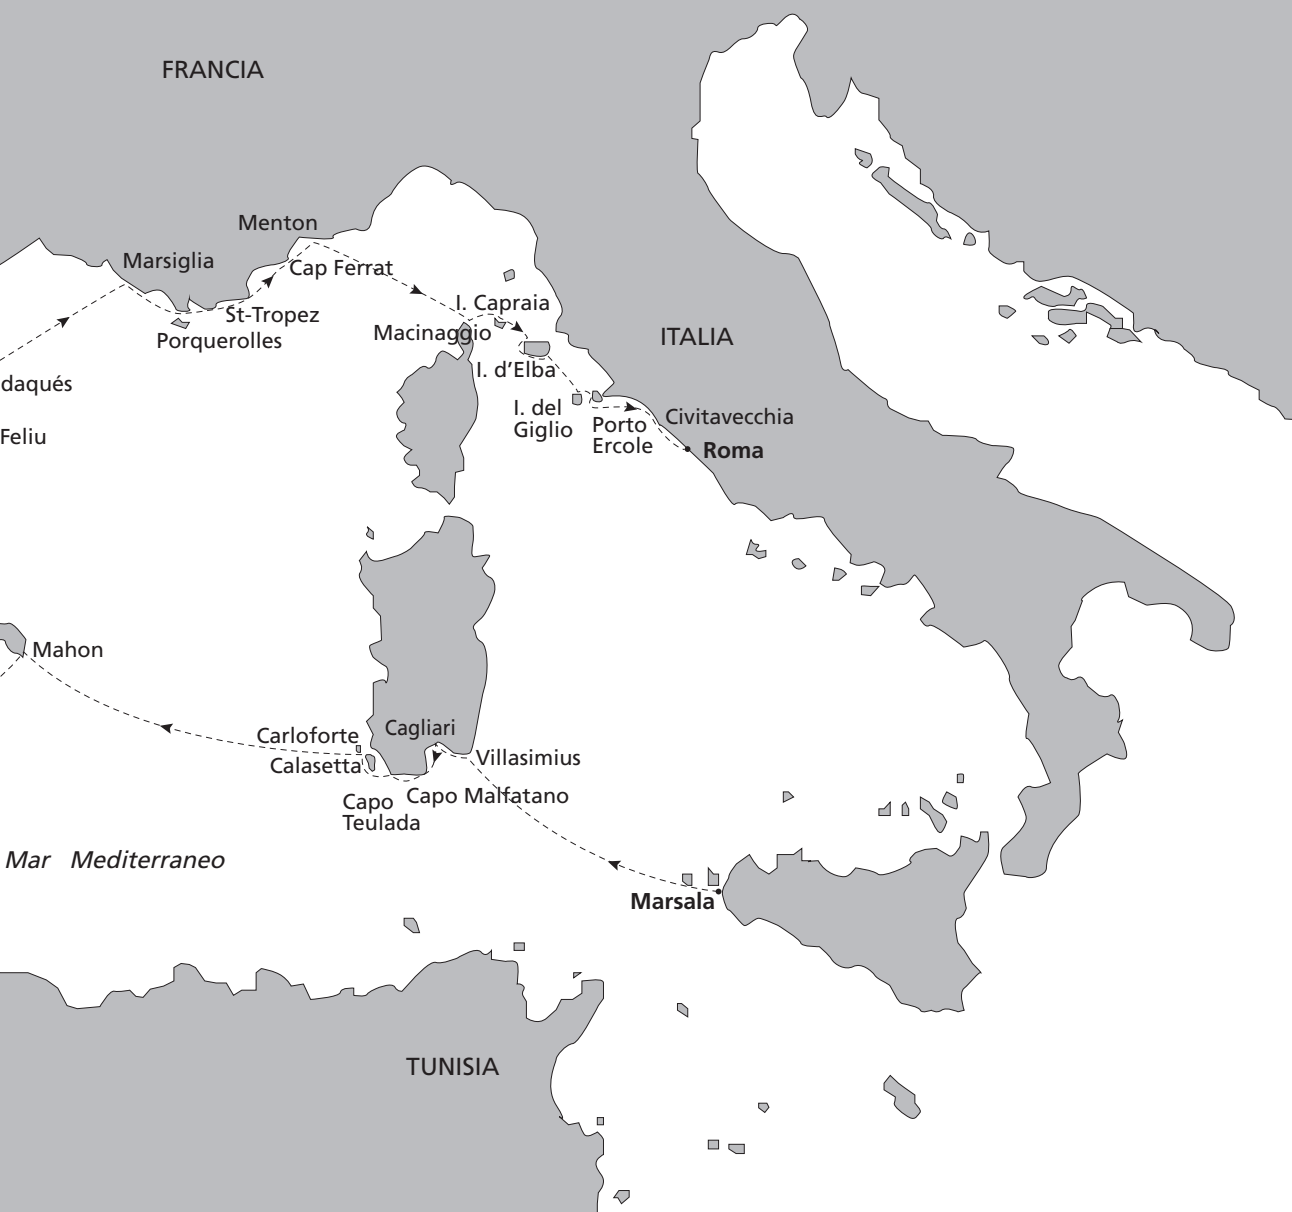 FRANCIA
Menton
Marsiglia
Cap Ferrat
I. Capraia
St-Tropez
Macinaggio
Porquerolles
ITALIA
I. d'Elba
daqués
I. del
Giglio
Porto
Ercole
Civitavecchia
Feliu
Roma
Mahon
Cagliari
Carloforte
Calasetta
Villasimius
Capo Malfatano
Capo
Teulada
Mar Mediterraneo
Marsala
TUNISIA